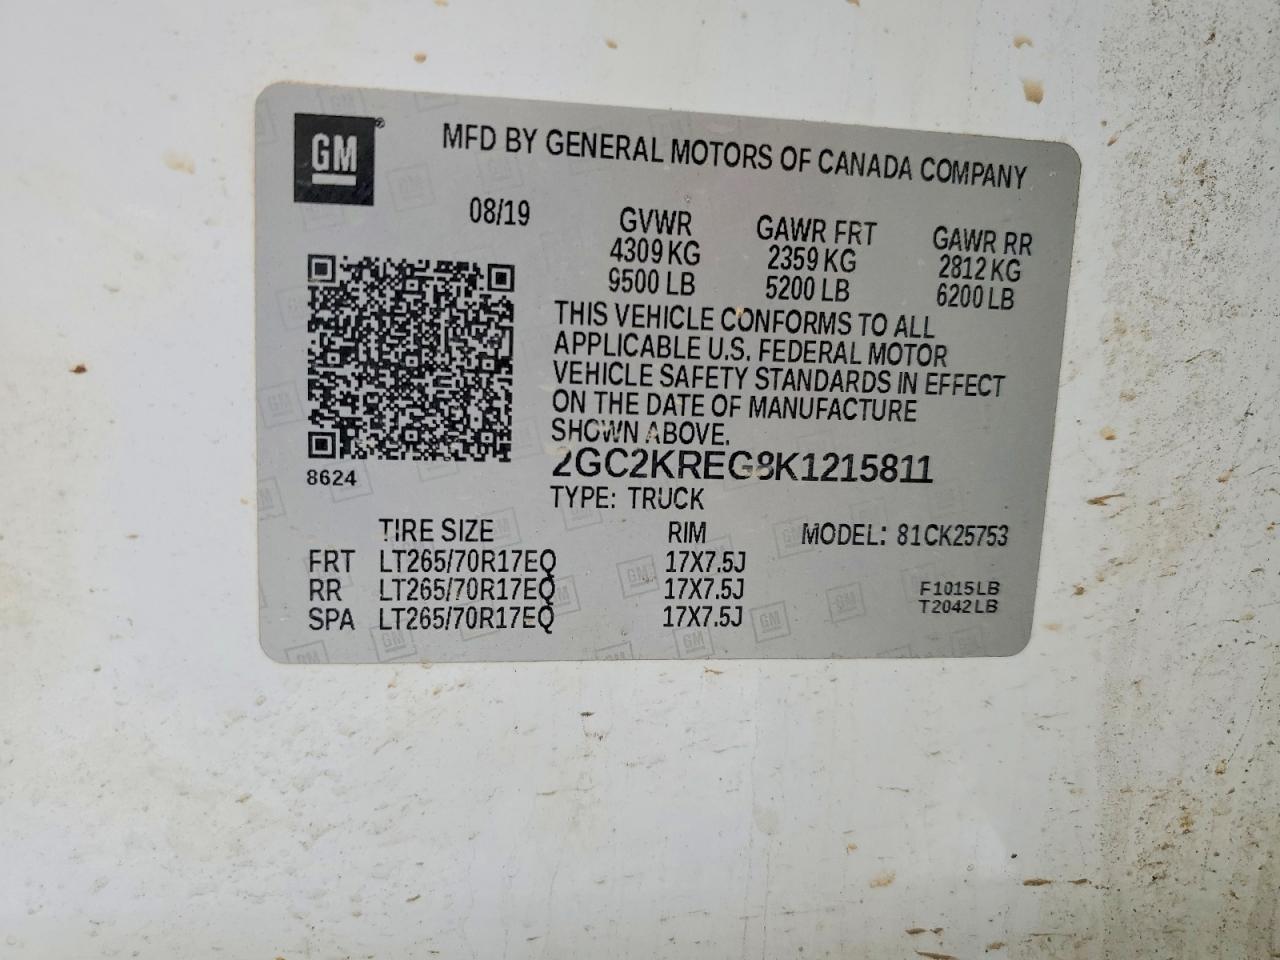 GM
MFD BY GENERAL MOTORS OF CANADA COMPANY
08/19
GVWR GAWR FRT GAWR RR
4309 KG 2359 KG 2812 KG
9500 LB 5200 LB 6200 LB
THIS VEHICLE CONFORMS TO ALL
APPLICABLE U.S. FEDERAL MOTOR
VEHICLE SAFETY STANDARDS IN EFFECT
ON THE DATE OF MANUFACTURE
SHOWN ABOVE.
8624
2GC2KREG8K1215811
TYPE: TRUCK
TIRE SIZE RIM MODEL: 81CK25753
FRT LT265/70R17EQ 17X7.5J
RR LT265/70R17EQ 17X7.5J F1015LB
SPA LT265/70R17EQ 17X7.5J T2042LB